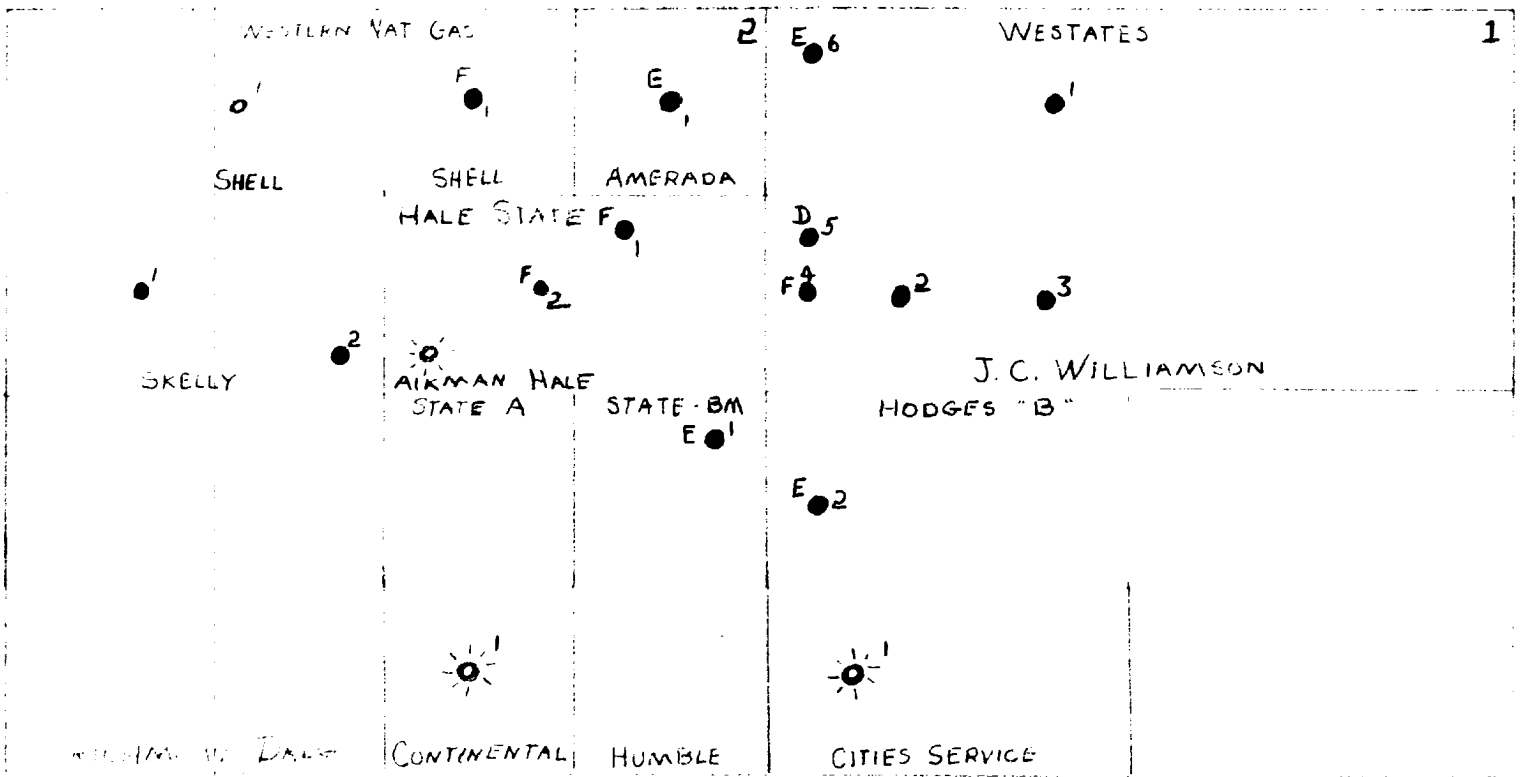 WESTERN NAT GAS
2
E 6
WESTATES
1
1
F
1
E
1
1
SHELL
SHELL
AMERADA
HALE STATE F
1
D 5
1
F
2
F 4
2
3
2
SKELLY
AIKMAN HALE
STATE A
STATE-BM
E 1
J. C. WILLIAMSON
HODGES "B"
E 2
1
1
CONTINENTAL
HUMBLE
CITIES SERVICE